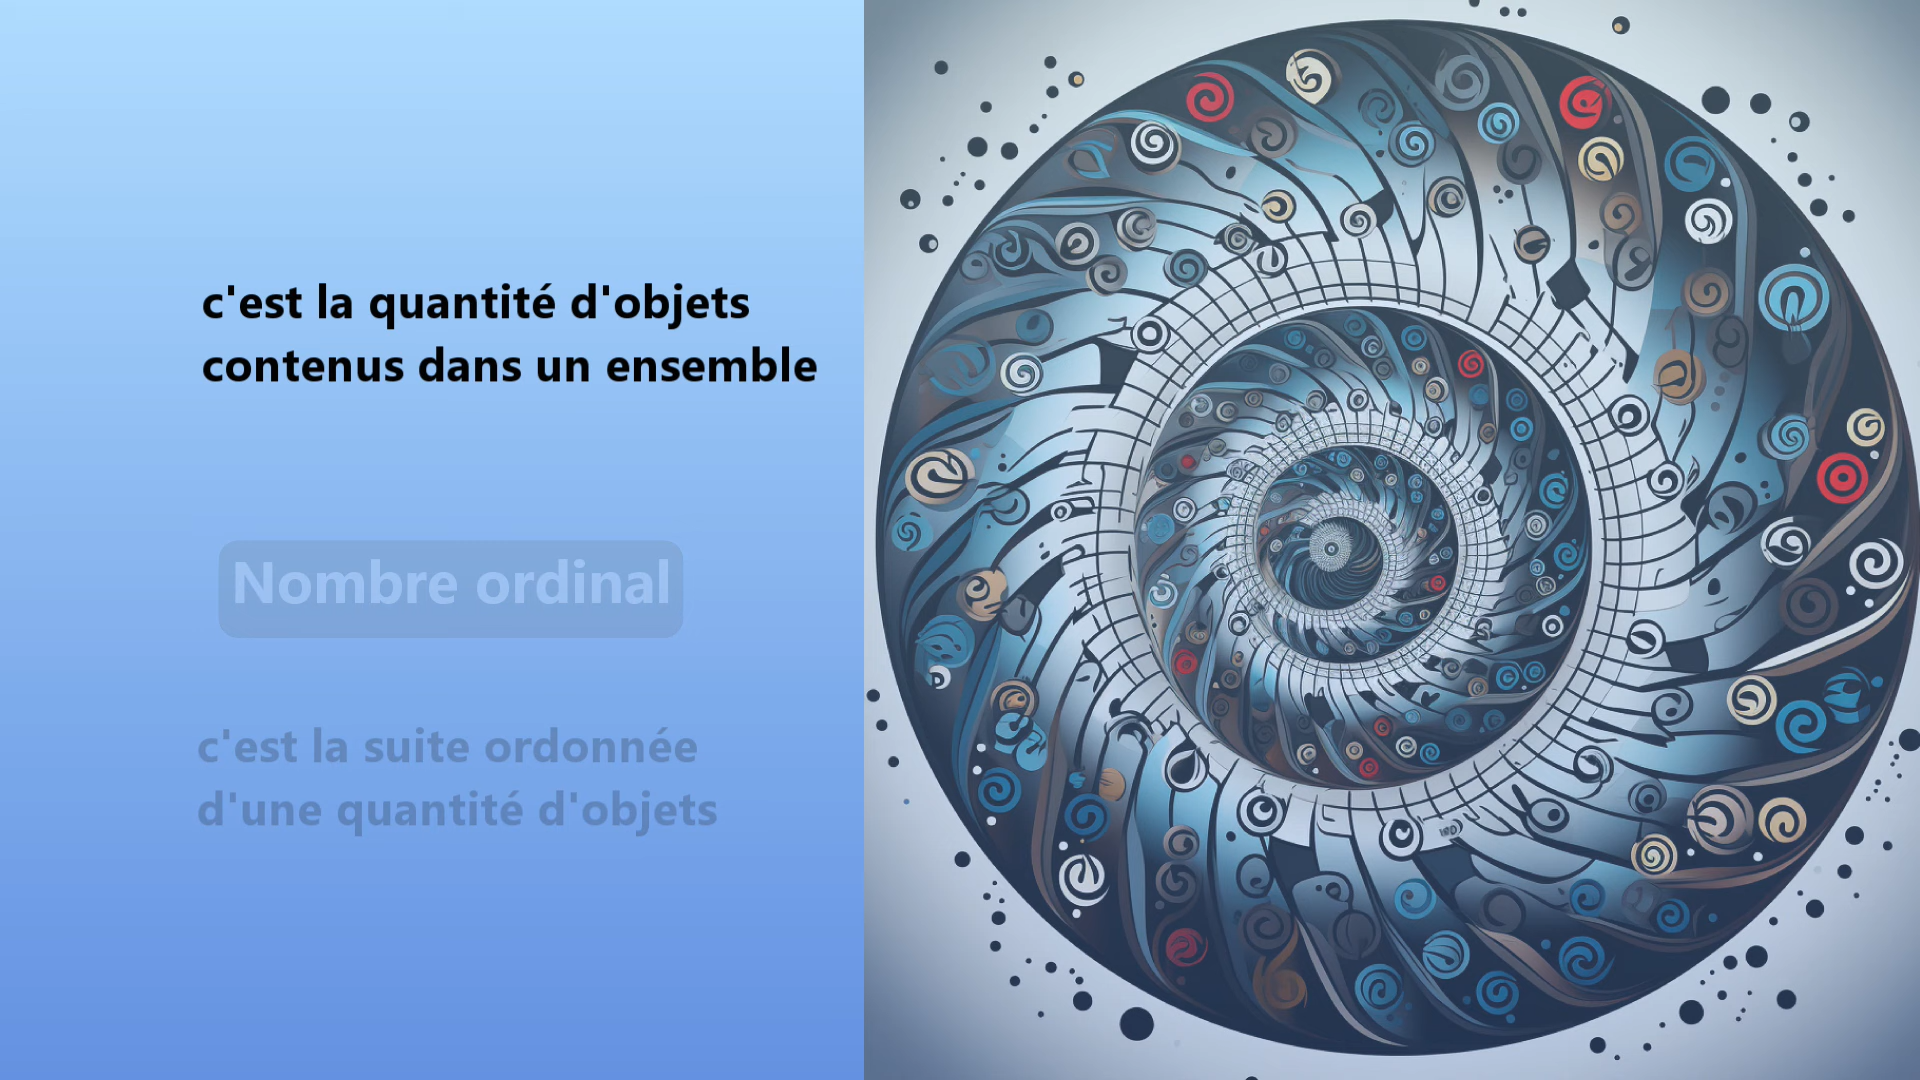 c'est la quantité d'objets
contenus dans un ensemble
Nombre ordinal
c'est la suite ordonnée
d'une quantité d'objets